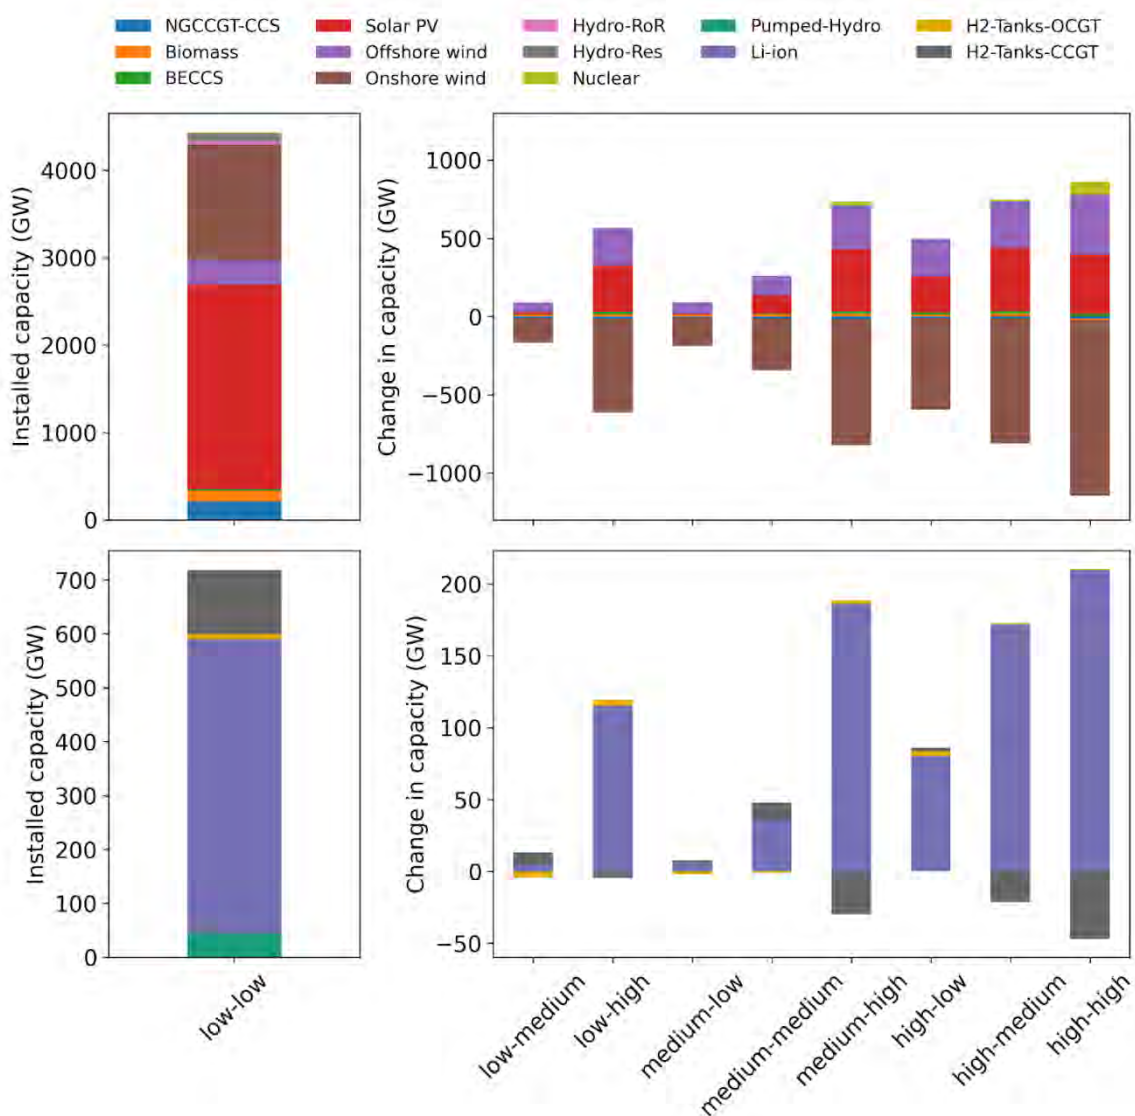 NGCCGT-CCS Solar PV Hydro-RoR Pumped-Hydro H2-Tanks-OCGT
Biomass Offshore wind Hydro-Res Li-ion H2-Tanks-CCGT
BECCS Onshore wind Nuclear
Installed capacity (GW)
4000
3000
2000
1000
0
Change in capacity (GW)
1000
500
0
−500
−1000
Installed capacity (GW)
700
600
500
400
300
200
100
0
low-low
Change in capacity (GW)
200
150
100
50
0
−50
low-medium
low-high
medium-low
medium-medium
medium-high
high-low
high-medium
high-high